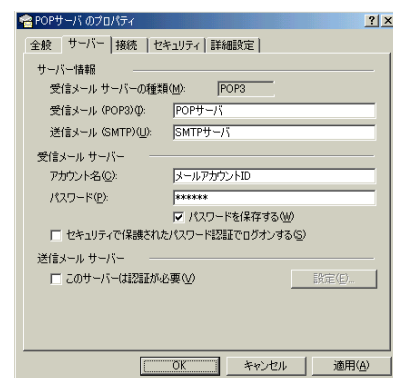 POPサーバ のプロパティ
? ×
全般 サーバー 接続 セキュリティ 詳細設定
サーバー情報
受信メール サーバーの種類(M): POP3
受信メール (POP3)(I): POPサーバ
送信メール (SMTP)(U): SMTPサーバ
受信メール サーバー
アカウント名(C): メールアカウントID
パスワード(P): ******
パスワードを保存する(W)
セキュリティで保護されたパスワード認証でログオンする(S)
送信メール サーバー
このサーバーは認証が必要(V) 設定(E)...
OK キャンセル 適用(A)